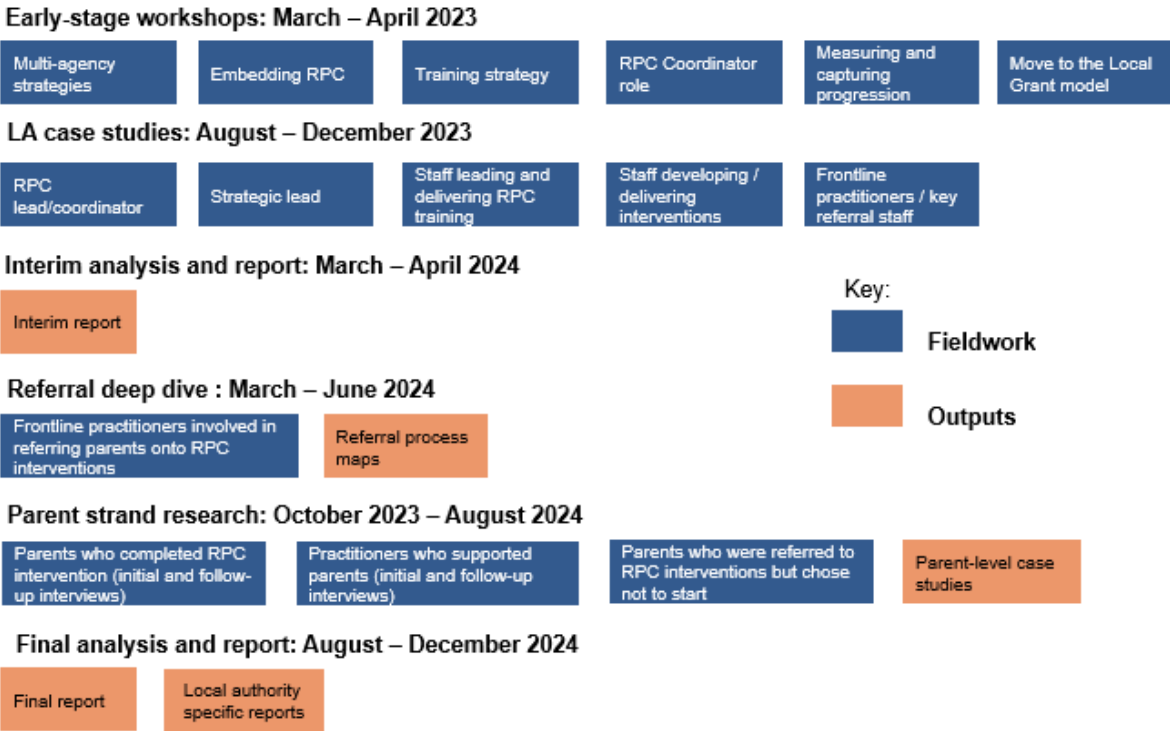 Early-stage workshops: March – April 2023
Multi-agency
strategies
Embedding RPC
Training strategy
RPC Coordinator
role
Measuring and
capturing
progression
Move to the Local
Grant model
LA case studies: August – December 2023
RPC
lead/coordinator
Strategic lead
Staff leading and
delivering RPC
training
Staff developing /
delivering
interventions
Frontline
practitioners / key
referral staff
Interim analysis and report: March – April 2024
Interim report
Key:
Fieldwork
Outputs
Referral deep dive : March – June 2024
Frontline practitioners involved in
referring parents onto RPC
interventions
Referral process
maps
Parent strand research: October 2023 – August 2024
Parents who completed RPC
intervention (initial and follow-
up interviews)
Practitioners who supported
parents (initial and follow-up
interviews)
Parents who were referred to
RPC interventions but chose
not to start
Parent-level case
studies
Final analysis and report: August – December 2024
Final report
Local authority
specific reports